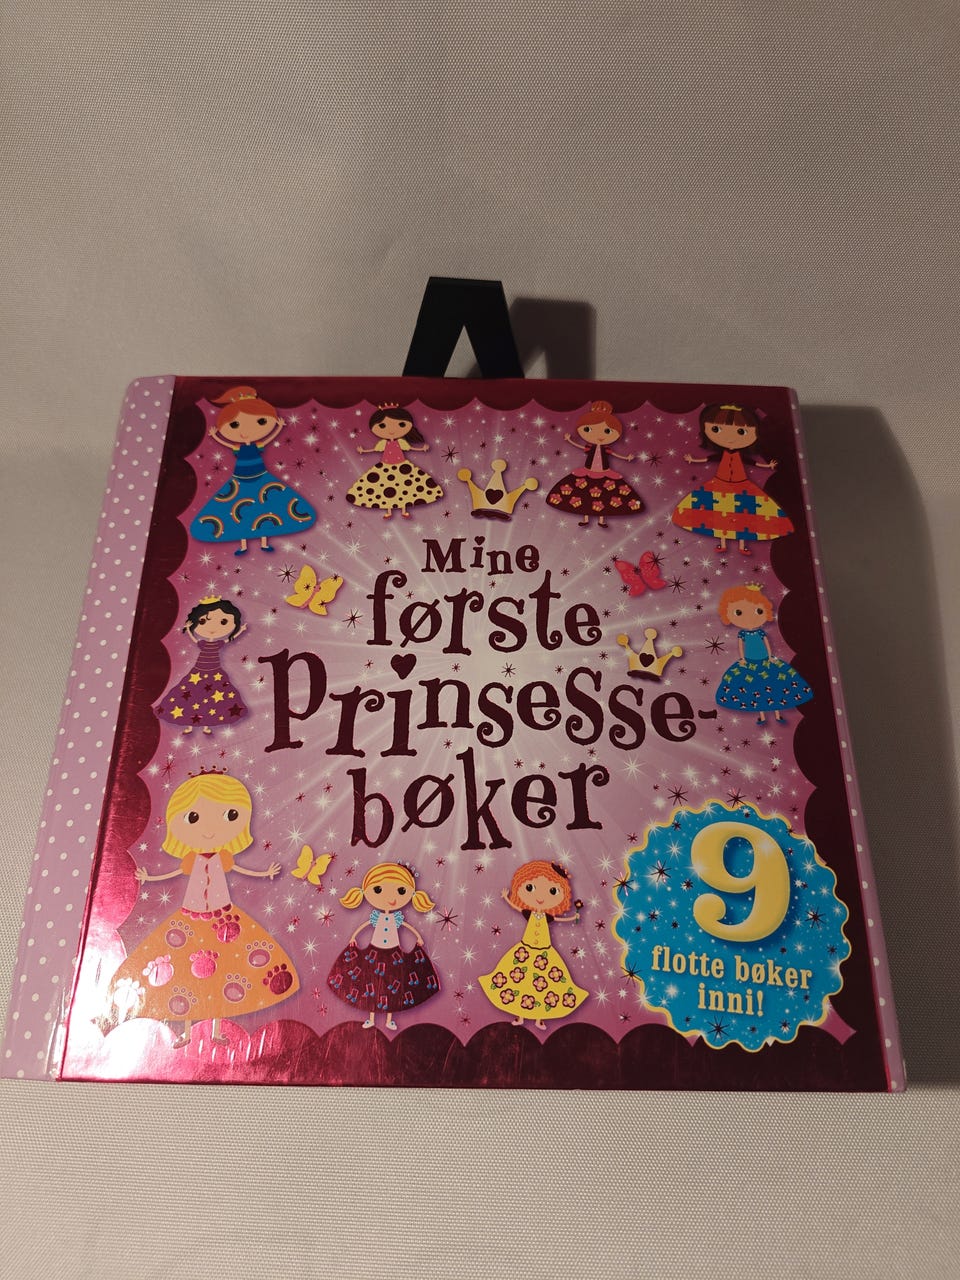 Mine
første
Prinsesse-
bøker
9
flotte bøker
inni!